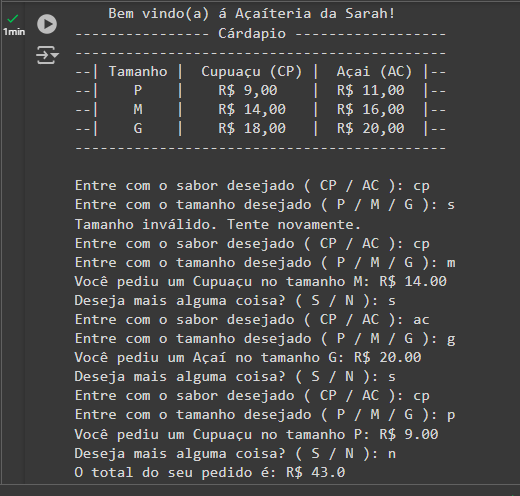 1min
Bem vindo(a) á Açaíteria da Sarah!
---------------- Cárdapio ------------------
--------------------------------------------
--| Tamanho |  Cupuaçu (CP) |  Açai (AC) |--
--|    P    |    R$ 9,00    |  R$ 11,00  |--
--|    M    |    R$ 14,00   |  R$ 16,00  |--
--|    G    |    R$ 18,00   |  R$ 20,00  |--
--------------------------------------------
Entre com o sabor desejado ( CP / AC ): cp
Entre com o tamanho desejado ( P / M / G ): s
Tamanho inválido. Tente novamente.
Entre com o sabor desejado ( CP / AC ): cp
Entre com o tamanho desejado ( P / M / G ): m
Você pediu um Cupuaçu no tamanho M: R$ 14.00
Deseja mais alguma coisa? ( S / N ): s
Entre com o sabor desejado ( CP / AC ): ac
Entre com o tamanho desejado ( P / M / G ): g
Você pediu um Açaí no tamanho G: R$ 20.00
Deseja mais alguma coisa? ( S / N ): s
Entre com o sabor desejado ( CP / AC ): cp
Entre com o tamanho desejado ( P / M / G ): p
Você pediu um Cupuaçu no tamanho P: R$ 9.00
Deseja mais alguma coisa? ( S / N ): n
O total do seu pedido é: R$ 43.0